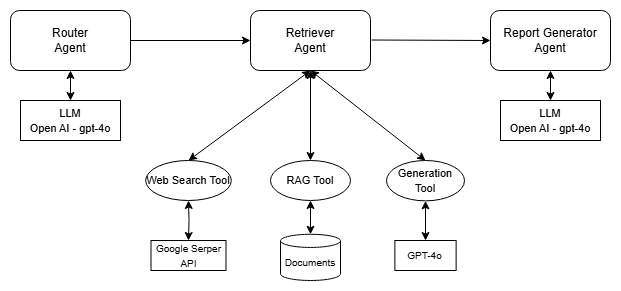 Router
Agent
Retriever
Agent
Report Generator
Agent
LLM
Open AI - gpt-4o
LLM
Open AI - gpt-4o
Web Search Tool
RAG Tool
Generation
Tool
Google Serper
API
Documents
GPT-4o